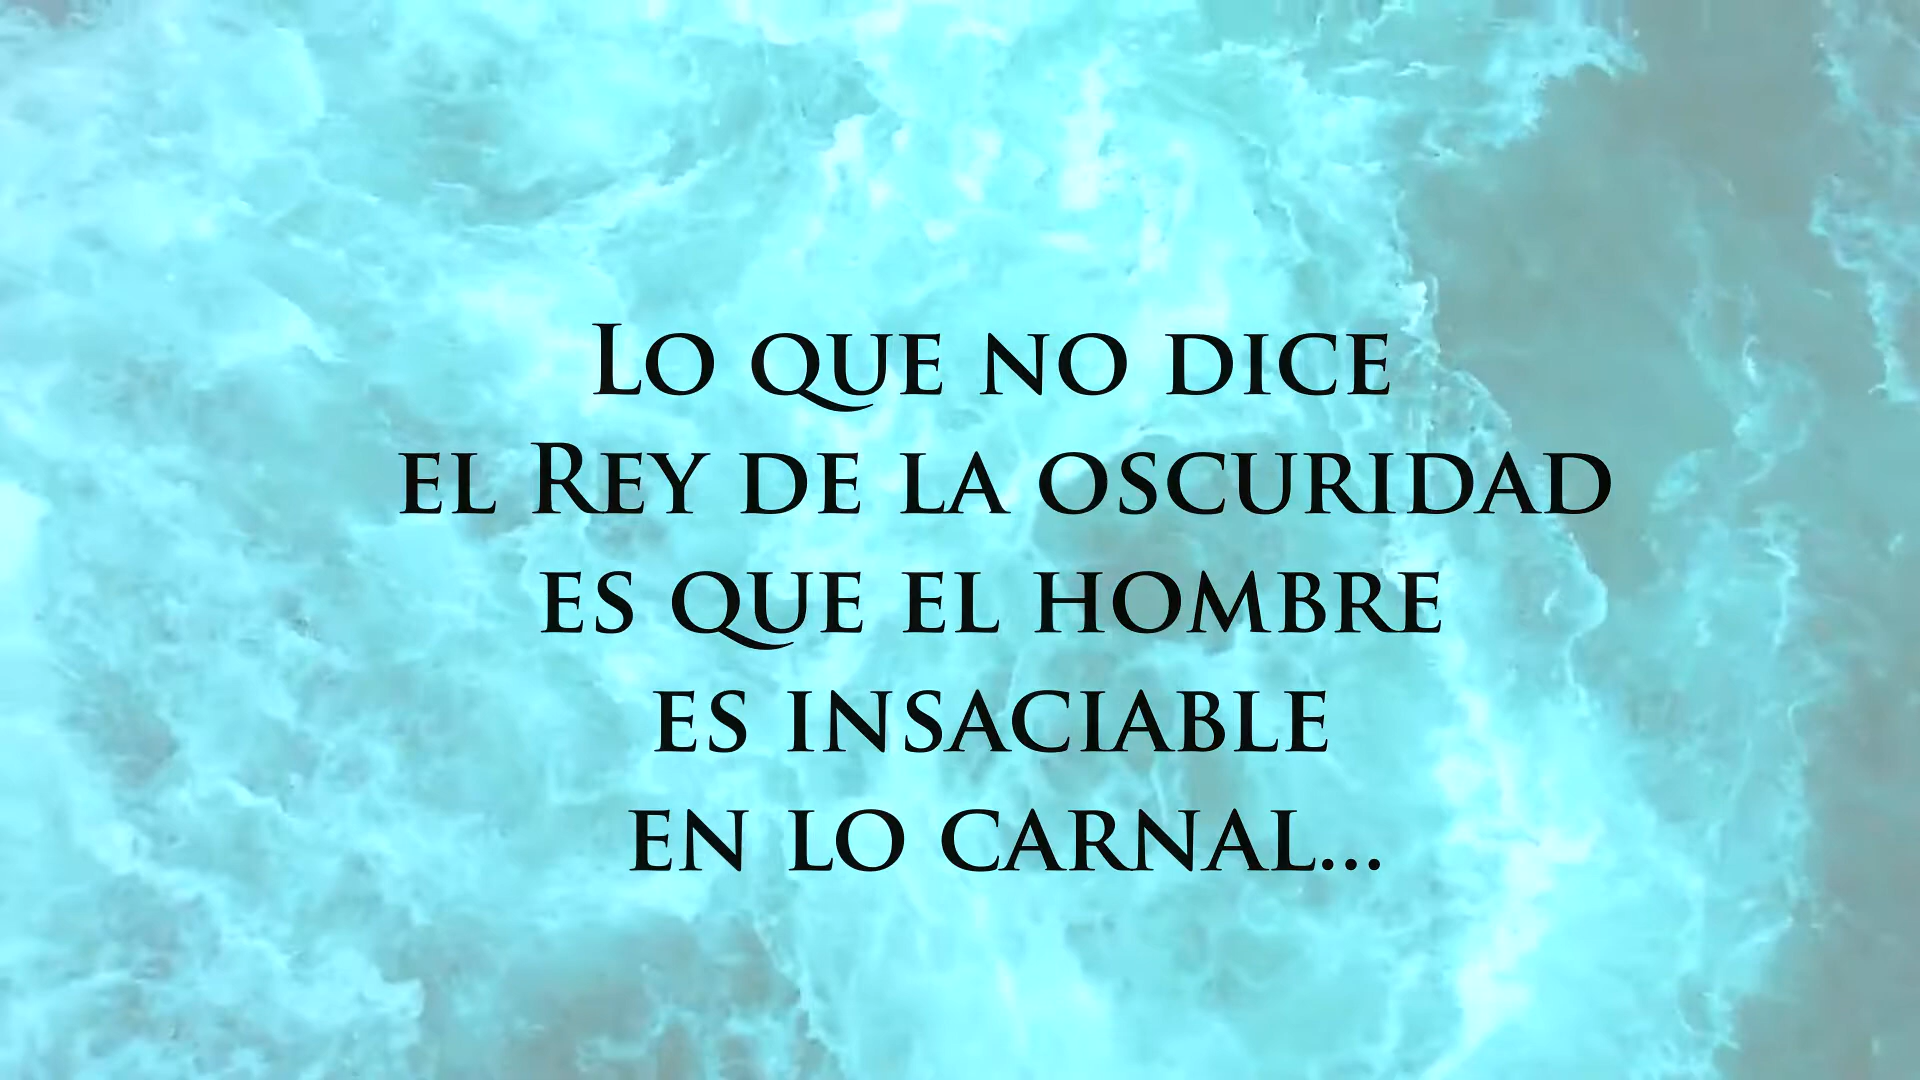 Lo que no dice
el Rey de la oscuridad
es que el hombre
es insaciable
en lo carnal...